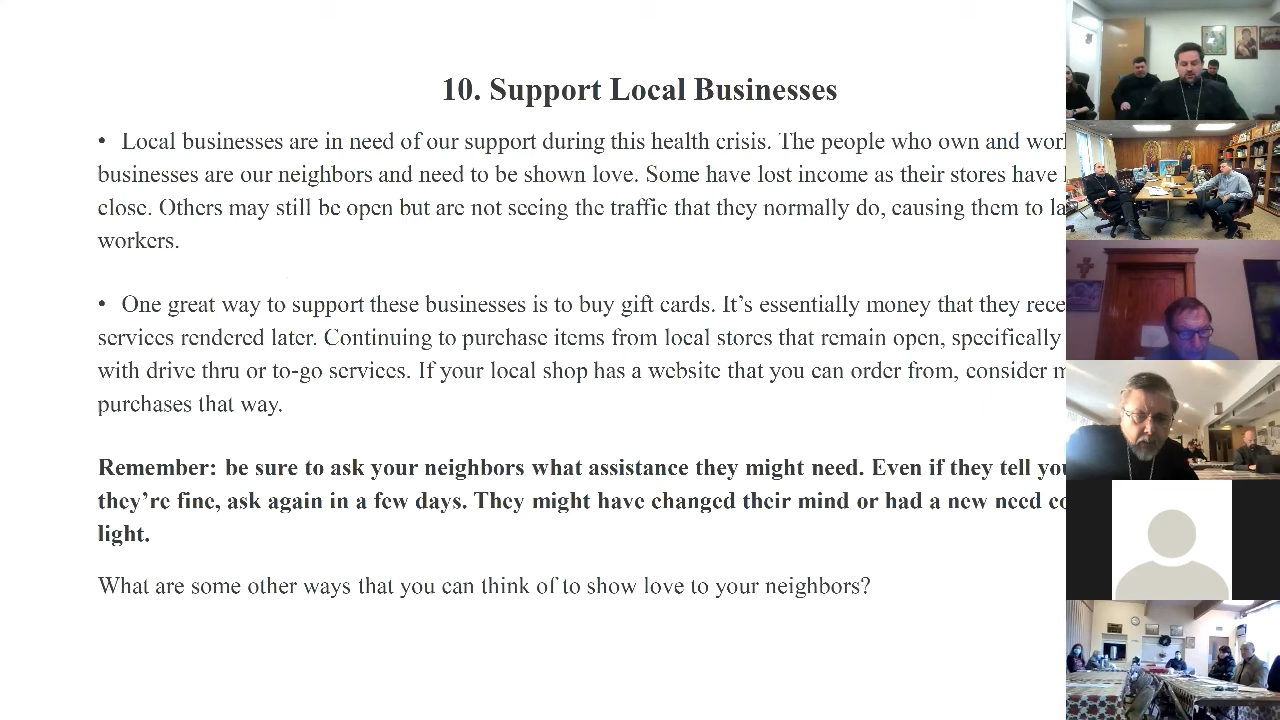 10. Support Local Businesses
• Local businesses are in need of our support during this health crisis. The people who own and
businesses are our neighbors and need to be shown love. Some have lost income as their stores have
close. Others may still be open but are not seeing the traffic that they normally do, causing them to
workers.
• One great way to support these businesses is to buy gift cards. It’s essentially money that they
services rendered later. Continuing to purchase items from local stores that remain open, specifically
with drive thru or to-go services. If your local shop has a website that you can order from, consider
purchases that way.
Remember: be sure to ask your neighbors what assistance they might need. Even if they tell
they’re fine, ask again in a few days. They might have changed their mind or had a new need
light.
What are some other ways that you can think of to show love to your neighbors?